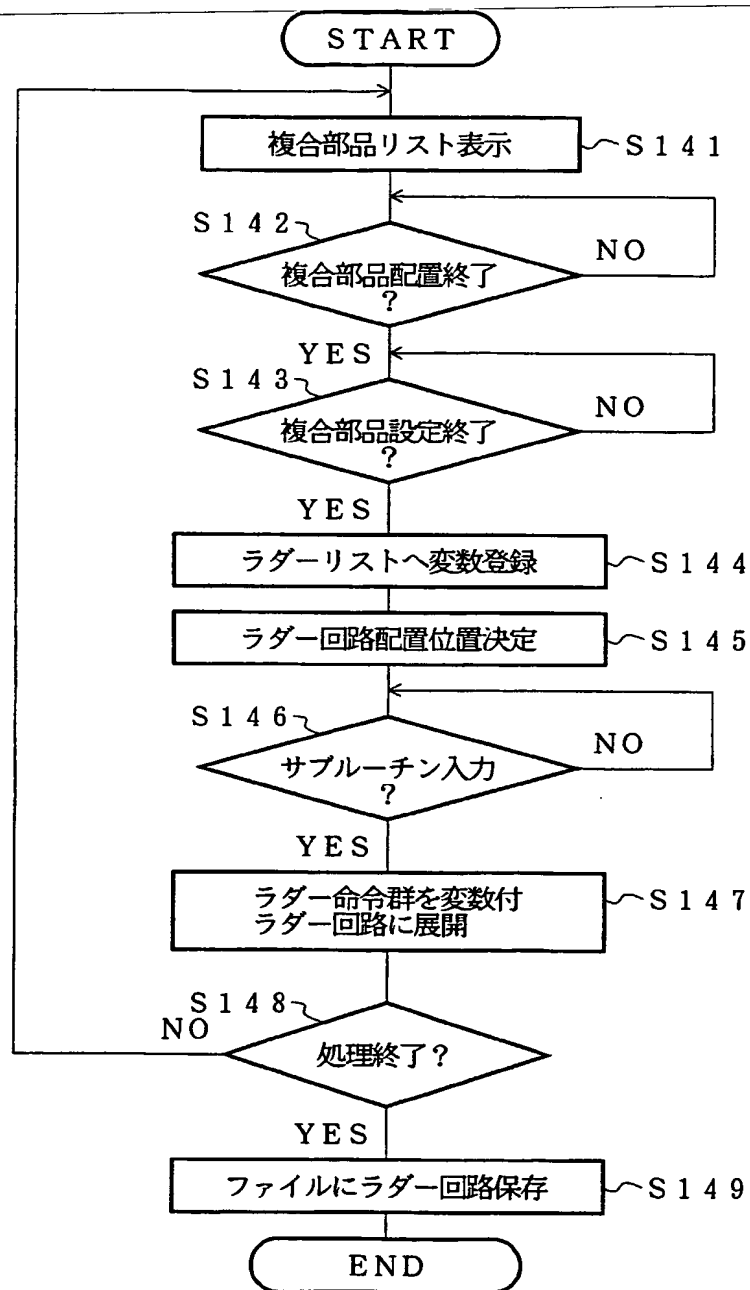 START
複合部品リスト表示
S141
S142
複合部品配置終了
?
NO
YES
S143
複合部品設定終了
?
NO
YES
ラダーリストへ変数登録
S144
ラダー回路配置位置決定
S145
S146
サブルーチン入力
?
NO
YES
ラダー命令群を変数付
ラダー回路に展開
S147
S148
NO
処理終了?
YES
ファイルにラダー回路保存
S149
END